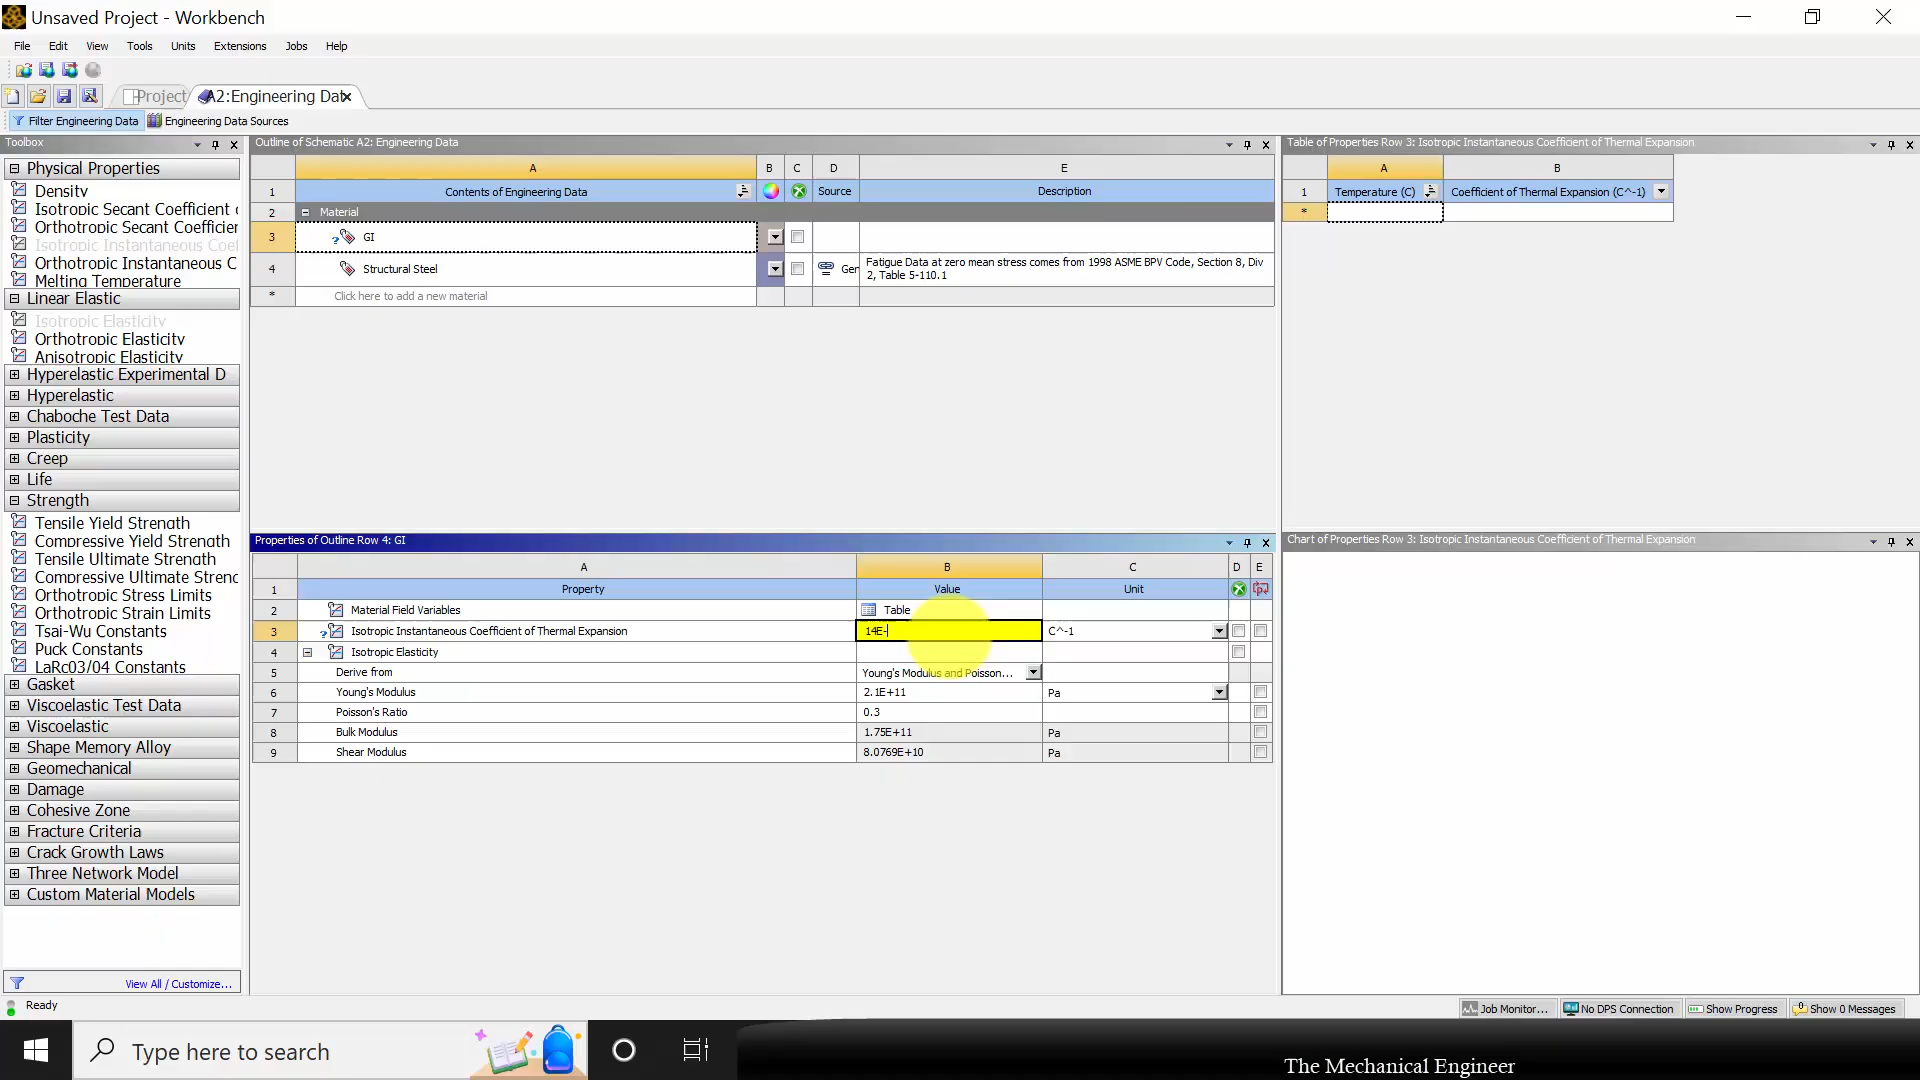 Unsaved Project - Workbench
File Edit View Tools Units Extensions Jobs Help
Project A2:Engineering Data
Filter Engineering Data Engineering Data Sources
Toolbox
Physical Properties
Density
Isotropic Secant Coefficient
Orthotropic Secant Coefficier
Isotropic Instantaneous Coef
Orthotropic Instantaneous C
Melting Temperature
Linear Elastic
Isotropic Elasticity
Orthotropic Elasticity
Anisotropic Elasticity
Hyperelastic Experimental D
Hyperelastic
Chaboche Test Data
Plasticity
Creep
Life
Strength
Tensile Yield Strength
Compressive Yield Strength
Tensile Ultimate Strength
Compressive Ultimate Streng
Orthotropic Stress Limits
Orthotropic Strain Limits
Tsai-Wu Constants
Puck Constants
LaRc03/04 Constants
Gasket
Viscoelastic Test Data
Viscoelastic
Shape Memory Alloy
Geomechanical
Damage
Cohesive Zone
Fracture Criteria
Crack Growth Laws
Three Network Model
Custom Material Models
View All / Customize...
Outline of Schematic A2: Engineering Data
A B C D E
1 Contents of Engineering Data Source Description
2 Material
3 ? GI
4 Structural Steel Ger Fatigue Data at zero mean stress comes from 1998 ASME BPV Code, Section 8, Div
2, Table 5-110.1
* Click here to add a new material
Properties of Outline Row 4: GI
A B C D E
1 Property Value Unit
2 Material Field Variables Table
3 ? Isotropic Instantaneous Coefficient of Thermal Expansion 14E- C^-1
4 Isotropic Elasticity
5 Derive from Young's Modulus and Poisson...
6 Young's Modulus 2.1E+11 Pa
7 Poisson's Ratio 0.3
8 Bulk Modulus 1.75E+11 Pa
9 Shear Modulus 8.0769E+10 Pa
Table of Properties Row 3: Isotropic Instantaneous Coefficient of Thermal Expansion
A B
1 Temperature (C) Coefficient of Thermal Expansion (C^-1)
*
Chart of Properties Row 3: Isotropic Instantaneous Coefficient of Thermal Expansion
Ready
Job Monitor... No DPS Connection Show Progress Show 0 Messages
Type here to search
The Mechanical Engineer